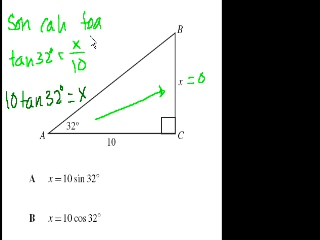 Soh cah toa
tan32° = x/10
10tan32° = x
B
x = o
32°
A
C
10
A x = 10 sin 32°
B x = 10 cos 32°